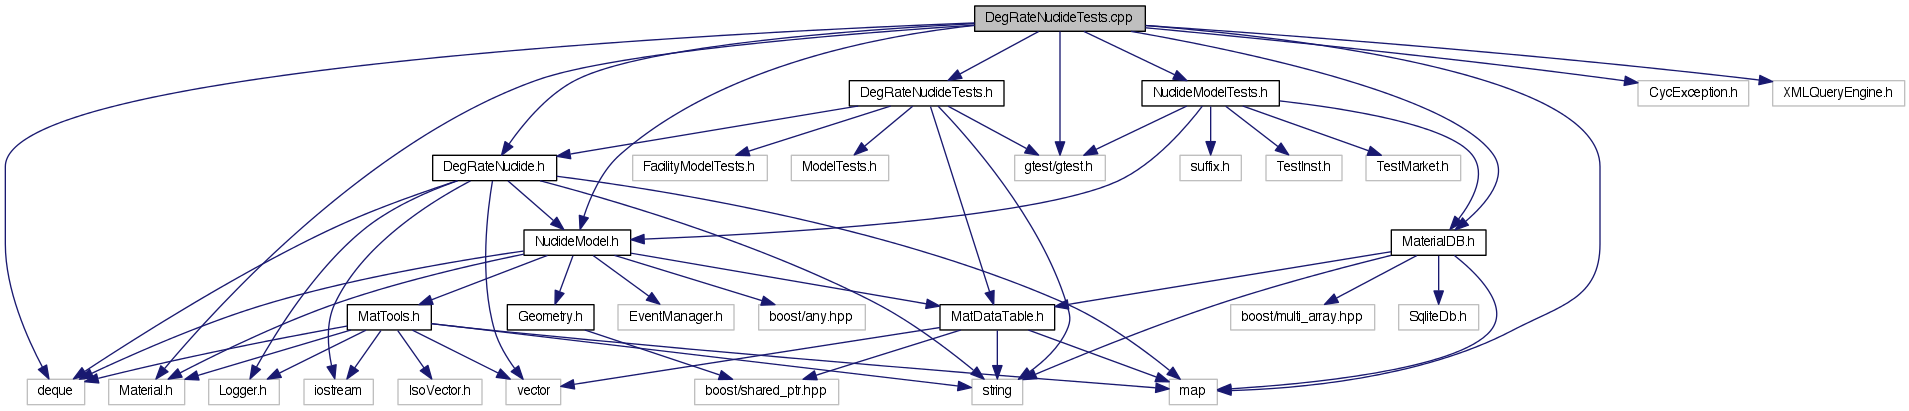 DegRateNuclideTests.cpp
DegRateNuclideTests.h
NuclideModelTests.h
CycException.h
XMLQueryEngine.h
DegRateNuclide.h
FacilityModelTests.h
ModelTests.h
gtest/gtest.h
suffix.h
TestInst.h
TestMarket.h
NuclideModel.h
MaterialDB.h
MatTools.h
Geometry.h
EventManager.h
boost/any.hpp
MatDataTable.h
boost/multi_array.hpp
SqliteDb.h
deque
Material.h
Logger.h
iostream
IsoVector.h
vector
boost/shared_ptr.hpp
string
map